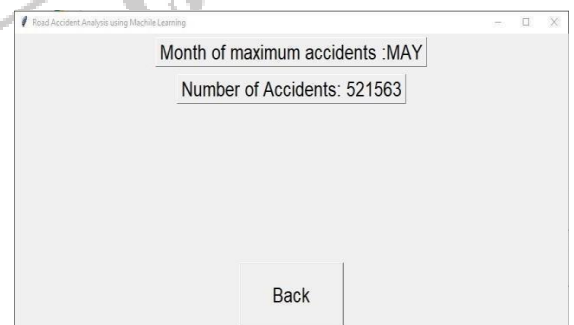 Road Accident Analysis using Machile Learning
Month of maximum accidents :MAY
Number of Accidents: 521563
Back